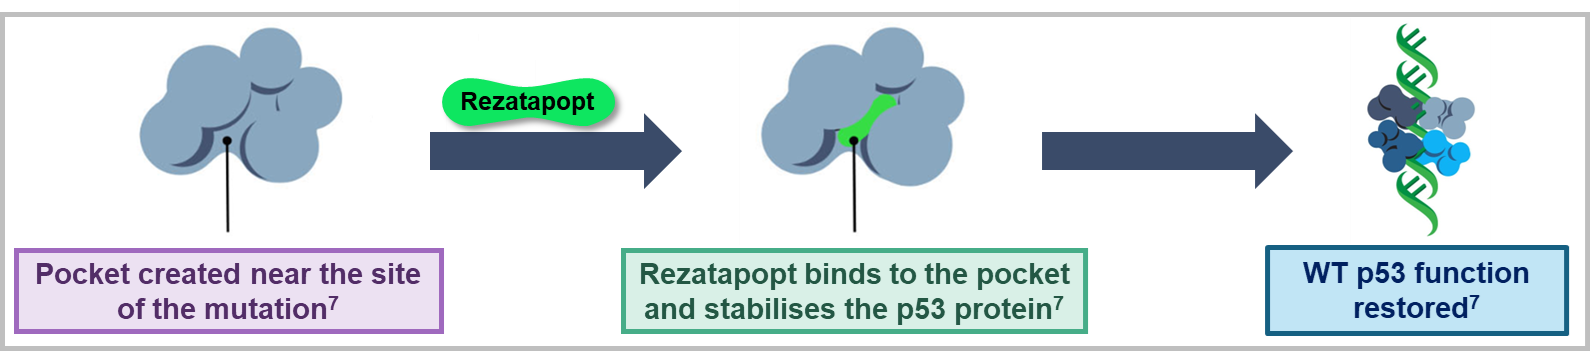 Rezatapopt
Pocket created near the site
of the mutation⁷
Rezatapopt binds to the pocket
and stabilises the p53 protein⁷
WT p53 function
restored⁷